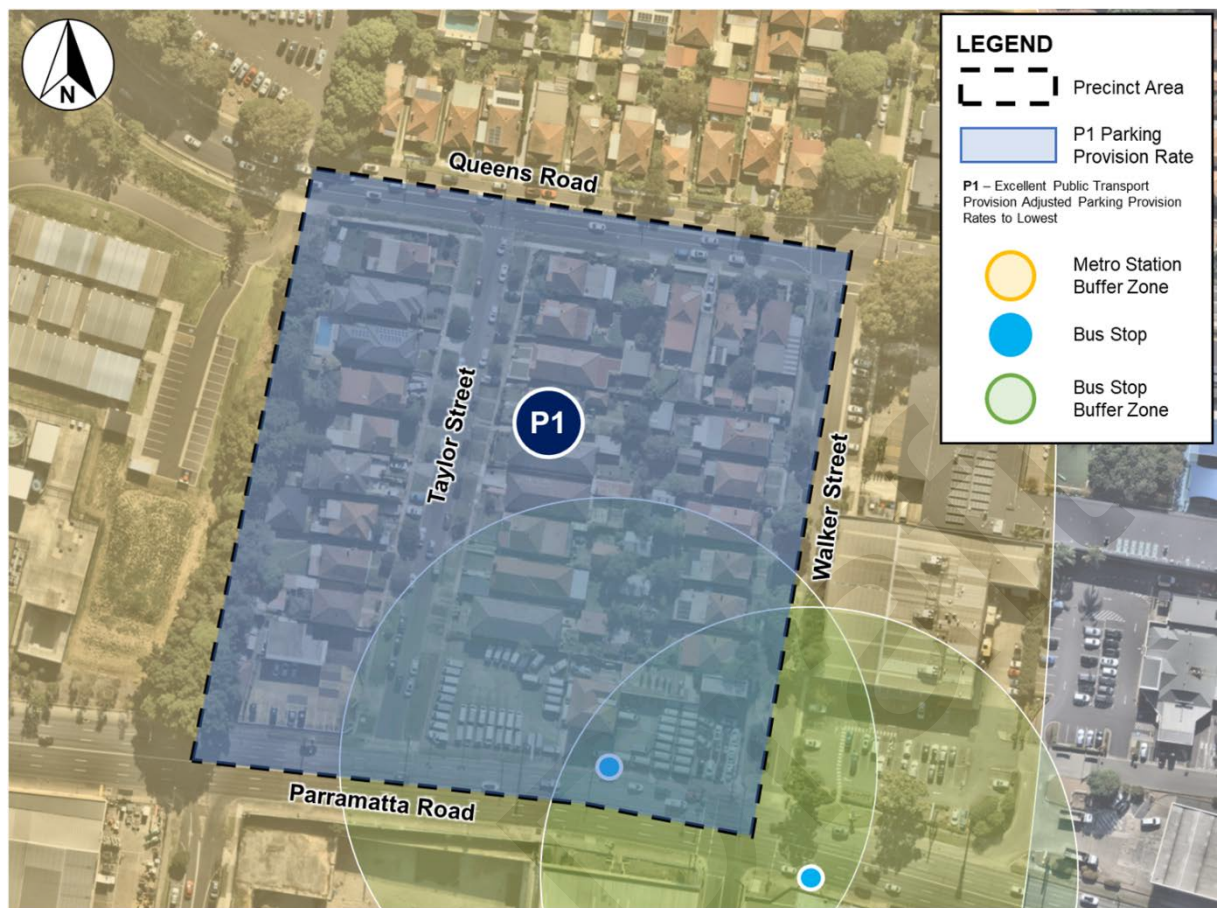 N
LEGEND
Precinct Area
P1 Parking
Provision Rate
P1 – Excellent Public Transport
Provision Adjusted Parking Provision
Rates to Lowest
Metro Station
Buffer Zone
Bus Stop
Bus Stop
Buffer Zone
Queens Road
Taylor Street
P1
Walker Street
Parramatta Road